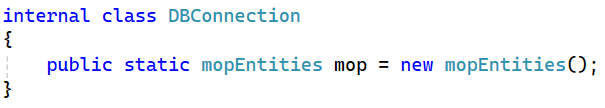 internal class DBConnection
{
    public static mopEntities mop = new mopEntities();
}